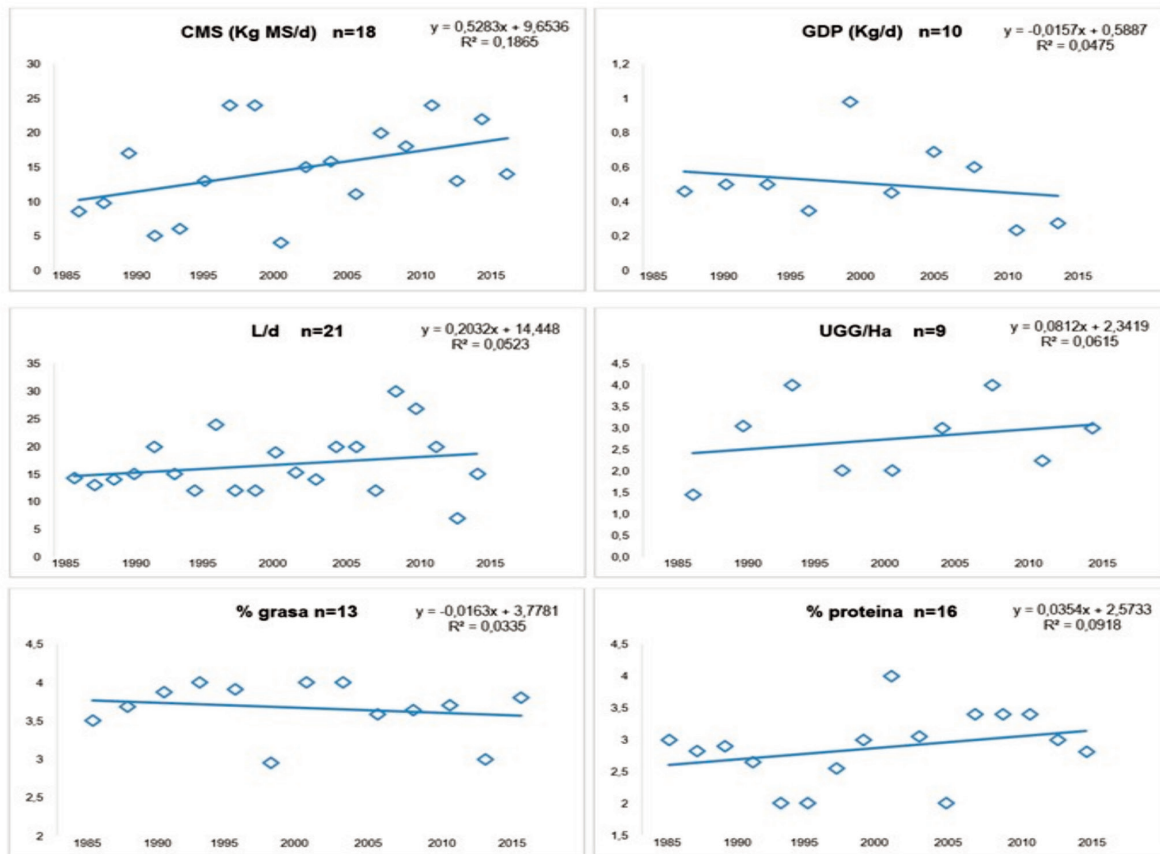 CMS (Kg MS/d) n=18
y = 0,5283x + 9,6536
R² = 0,1865
30
25
20
15
10
5
0
1985 1990 1995 2000 2005 2010 2015
GDP (Kg/d) n=10
y = -0,0157x + 0,5887
R² = 0,0475
1,2
1
0,8
0,6
0,4
0,2
0
1985 1990 1995 2000 2005 2010 2015
L/d n=21
y = 0,2032x + 14,448
R² = 0,0523
35
30
25
20
15
10
5
0
1985 1990 1995 2000 2005 2010 2015
UGG/Ha n=9
y = 0,0812x + 2,3419
R² = 0,0615
4,5
4,0
3,5
3,0
2,5
2,0
1,5
1,0
0,5
0,0
1985 1990 1995 2000 2005 2010 2015
% grasa n=13
y = -0,0163x + 3,7781
R² = 0,0335
4,5
4
3,5
3
2,5
2
1985 1990 1995 2000 2005 2010 2015
% proteina n=16
y = 0,0354x + 2,5733
R² = 0,0918
4,5
4
3,5
3
2,5
2
1,5
1985 1990 1995 2000 2005 2010 2015